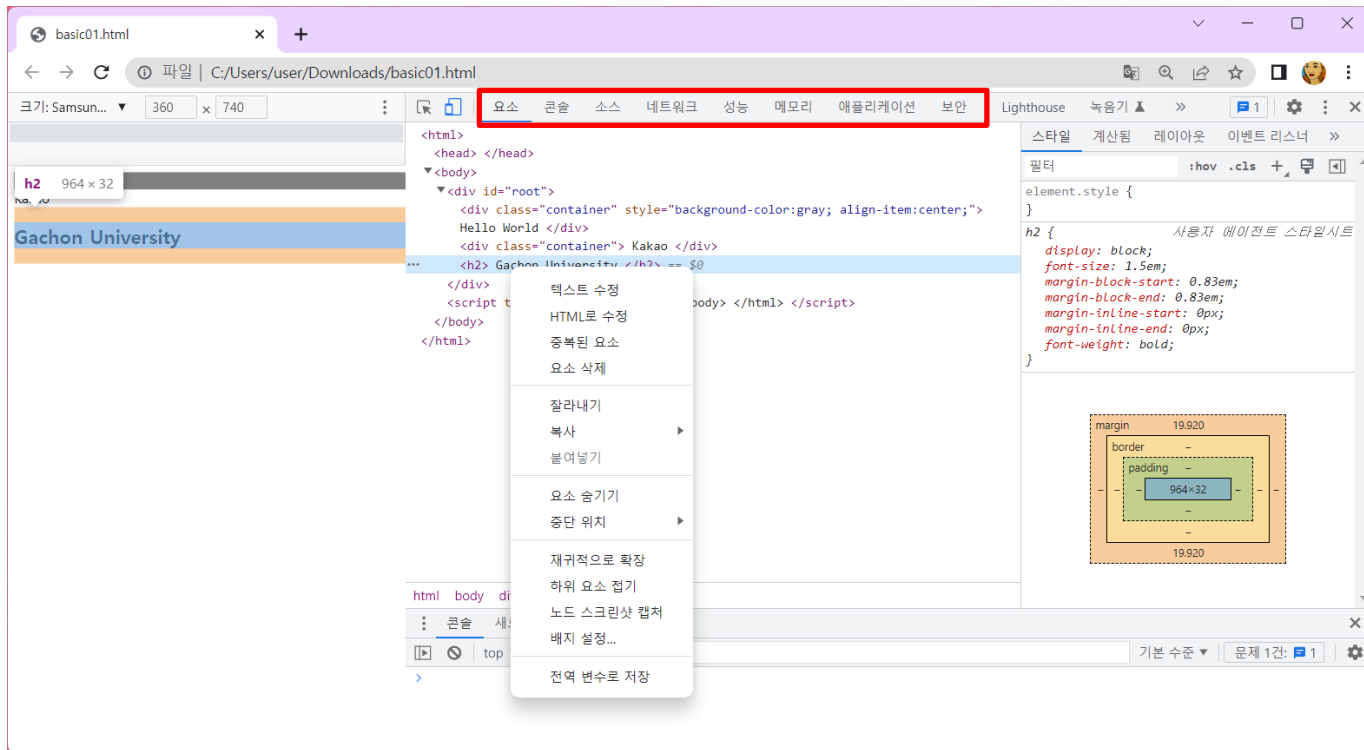 basic01.html
파일 | C:/Users/user/Downloads/basic01.html
크기: Samsun... ▼ 360 x 740
요소 콘솔 소스 네트워크 성능 메모리 애플리케이션 보안 Lighthouse 녹음기 » 1
h2 964 × 32
Gachon University
<html>
<head> </head>
▼<body>
▼<div id="root">
<div class="container" style="background-color:gray; align-item:center;">
Hello World </div>
<div class="container"> Kakao </div>
<h2> Gachon University </h2> == $0
</div>
<script t body> </html> </script>
</body>
</html>
텍스트 수정
HTML로 수정
중복된 요소
요소 삭제
잘라내기
복사
붙여넣기
요소 숨기기
중단 위치
재귀적으로 확장
하위 요소 접기
노드 스크린샷 캡처
배지 설정...
전역 변수로 저장
스타일 계산됨 레이아웃 이벤트 리스너 »
필터 :hov .cls +
element.style {
}
h2 { 사용자 에이전트 스타일시트
display: block;
font-size: 1.5em;
margin-block-start: 0.83em;
margin-block-end: 0.83em;
margin-inline-start: 0px;
margin-inline-end: 0px;
font-weight: bold;
}
margin 19.920
border –
padding –
– – – 964×32 – – –
–
–
19.920
html body
콘솔
top 기본 수준 ▼ 문제 1건: 1